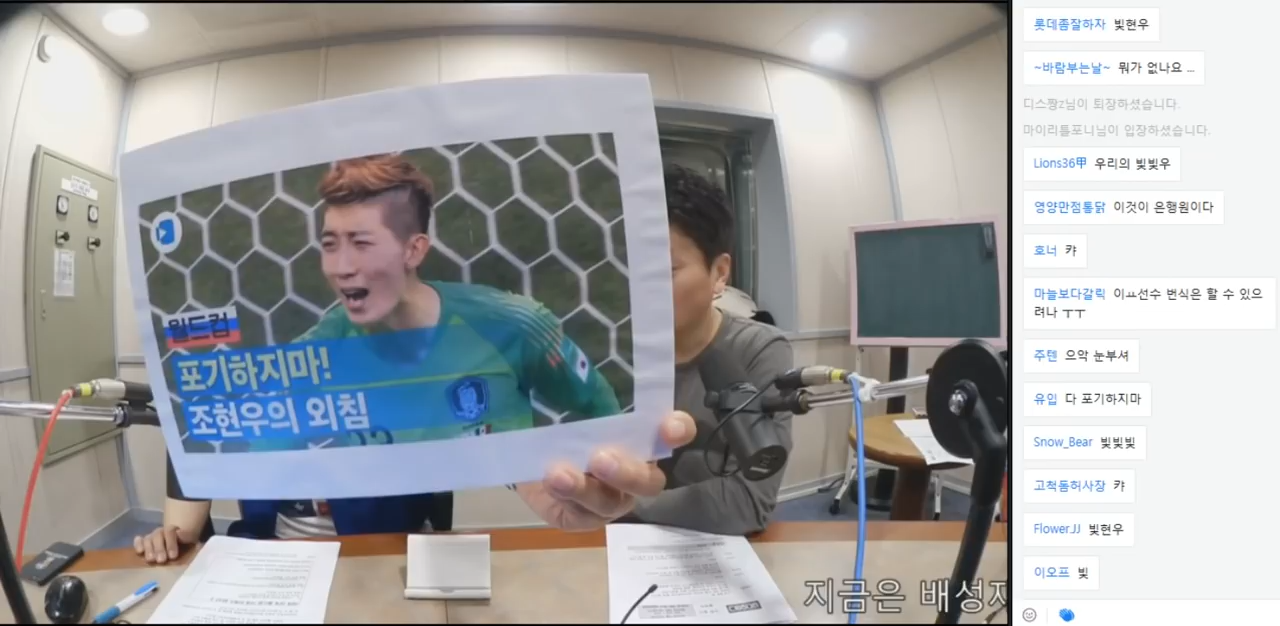 월드컵
포기하지마!
조현우의 외침
지금은 배성재
롯데좀잘하자 빛현우
~바람부는날~ 뭐가 없나요 ...
디스짱z님이 퇴장하셨습니다.
마이리틀포니님이 입장하셨습니다.
Lions36甲 우리의 빛빛우
영양만점통닭 이것이 은행원이다
호너 캬
마늘보다갈릭 이ㅛ선수 번식은 할 수 있으
려나 ㅜㅜ
주텐 으악 눈부셔
유입 다 포기하지마
Snow_Bear 빛빛빛
고척돔허사장 캬
FlowerJJ 빛현우
이오프 빛